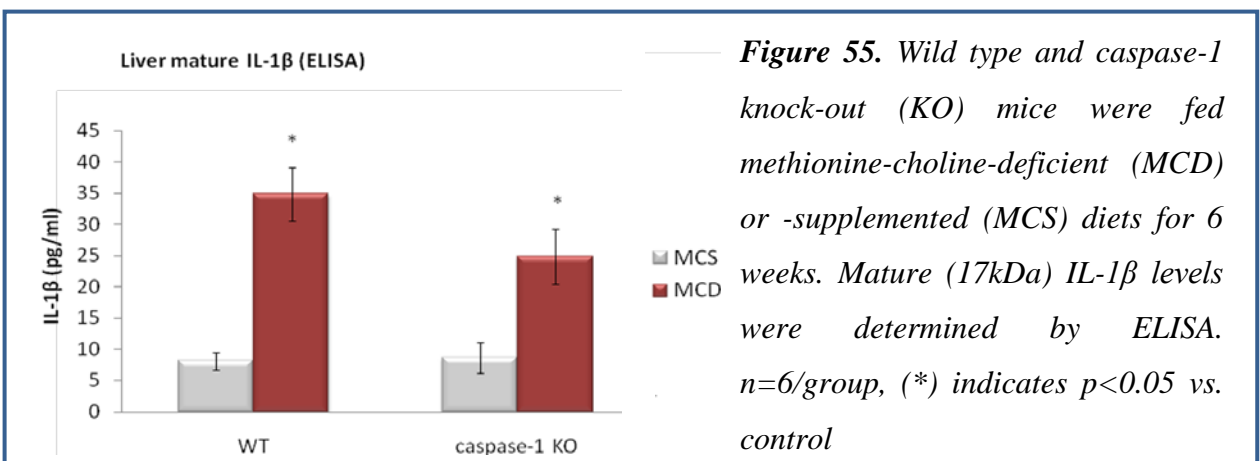 Liver mature IL-1β (ELISA)
IL-1β (pg/ml)
45
40
35
30
25
20
15
10
5
0
*
*
WT
caspase-1 KO
MCS
MCD
Figure 55. Wild type and caspase-1
knock-out (KO) mice were fed
methionine-choline-deficient (MCD)
or -supplemented (MCS) diets for 6
weeks. Mature (17kDa) IL-1β levels
were determined by ELISA.
n=6/group, (*) indicates p<0.05 vs.
control